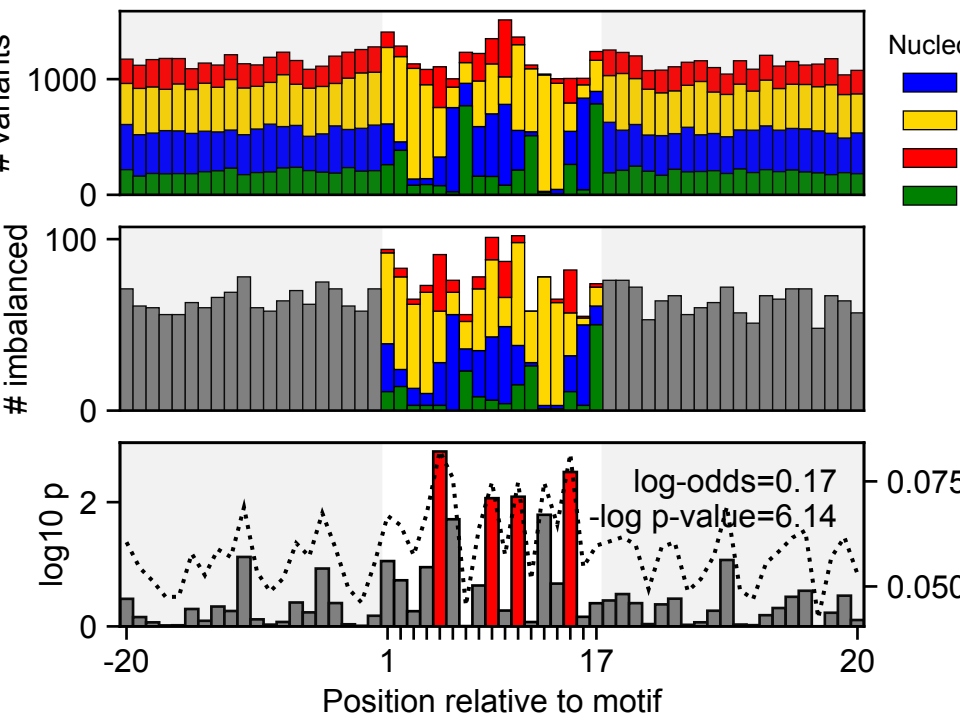 # variants
Nucleo
1000
0
# imbalanced
100
0
log10 p
2
0
log-odds=0.17
-log p-value=6.14
0.075
0.050
-20
1
17
20
Position relative to motif